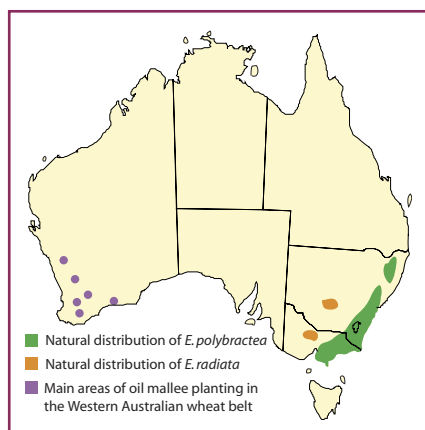 Natural distribution of E.polybractea
Natural distribution of E.radiata
Main areas of oil mallee planting in
the Western Australian wheat belt